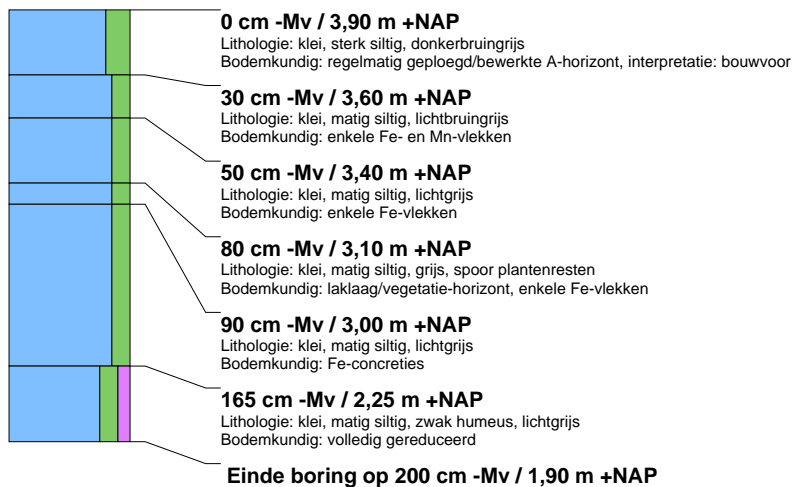 0 cm -Mv / 3,90 m +NAP
Lithologie: klei, sterk siltig, donkerbruingrijs
Bodemkundig: regelmatig geploegd/bewerkte A-horizont, interpretatie: bouwvoor
30 cm -Mv / 3,60 m +NAP
Lithologie: klei, matig siltig, lichtbruingrijs
Bodemkundig: enkele Fe- en Mn-vlekken
50 cm -Mv / 3,40 m +NAP
Lithologie: klei, matig siltig, lichtgrijs
Bodemkundig: enkele Fe-vlekken
80 cm -Mv / 3,10 m +NAP
Lithologie: klei, matig siltig, grijs, spoor plantenresten
Bodemkundig: laklaag/vegetatie-horizont, enkele Fe-vlekken
90 cm -Mv / 3,00 m +NAP
Lithologie: klei, matig siltig, lichtgrijs
Bodemkundig: Fe-concreties
165 cm -Mv / 2,25 m +NAP
Lithologie: klei, matig siltig, zwak humeus, lichtgrijs
Bodemkundig: volledig gereduceerd
Einde boring op 200 cm -Mv / 1,90 m +NAP